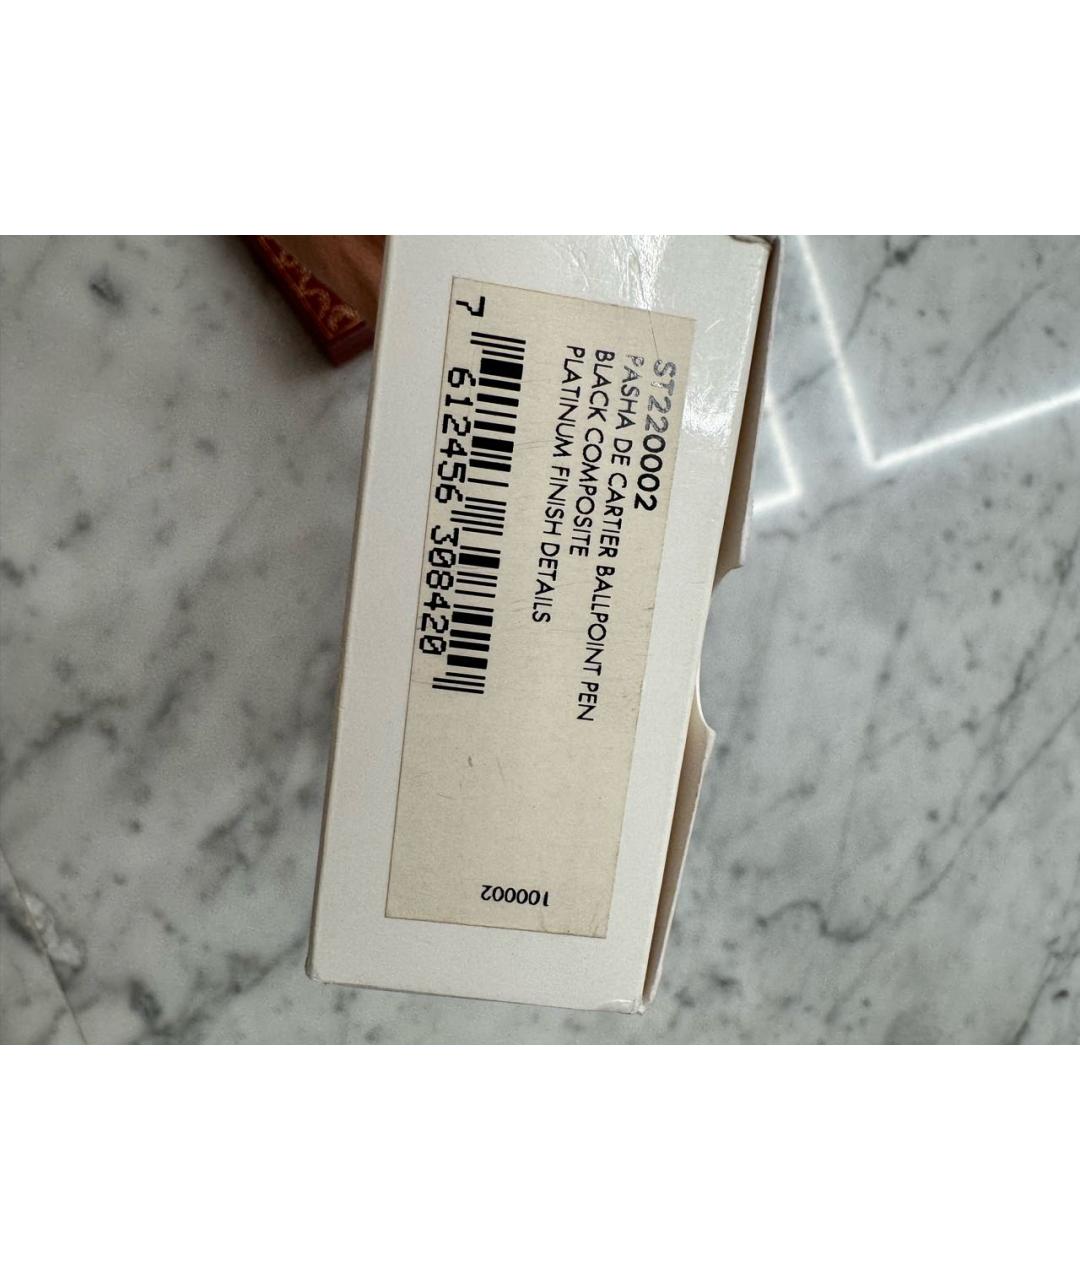 ST220002
PASHA DE CARTIER BALLPOINT PEN
BLACK COMPOSITE
PLATINUM FINISH DETAILS
7 612456 308420
100002